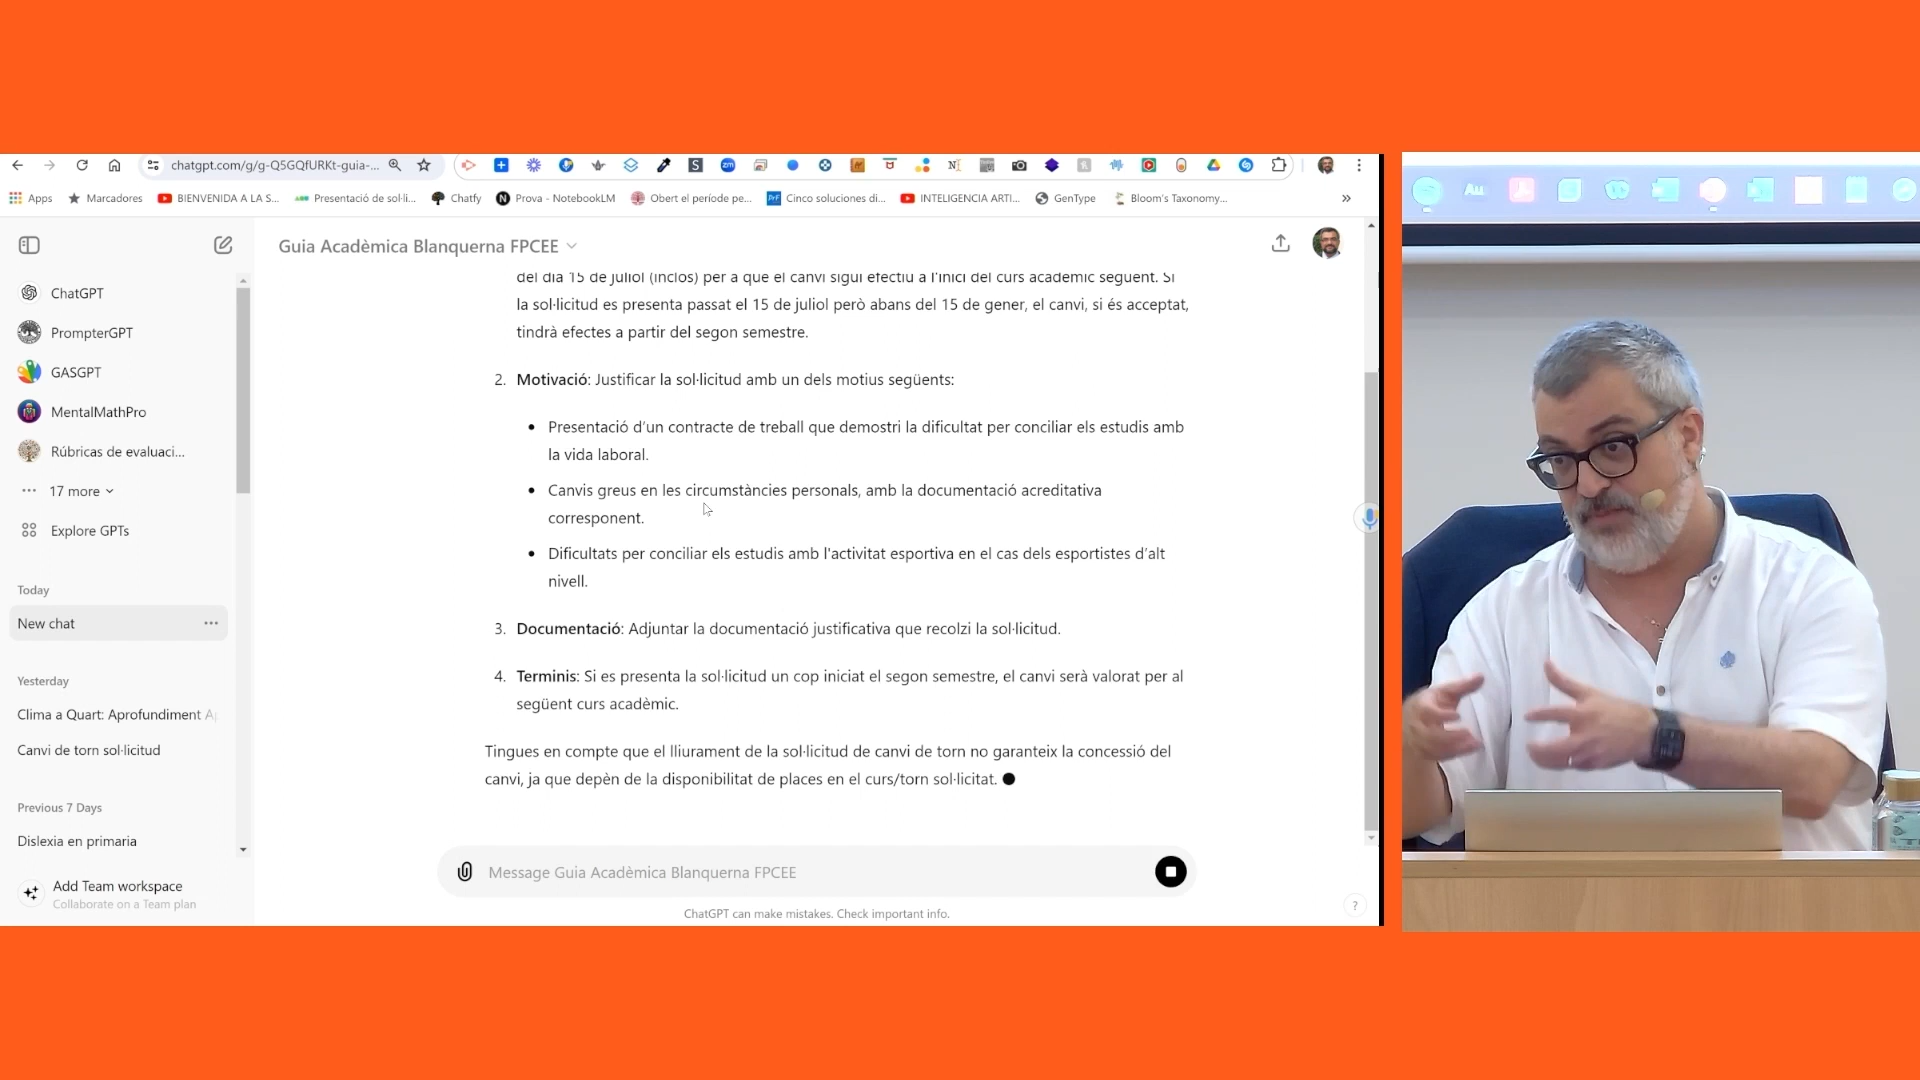 chatgpt.com/g/g-Q5GQfURKt-guia-...
Apps
Marcadores
BIENVENIDA A LA S...
Presentació de sol·li...
Chatfy
Prova - NotebookLM
Obert el període pe...
Cinco soluciones di...
INTELIGENCIA ARTI...
GenType
Bloom's Taxonomy...
Guia Acadèmica Blanquerna FPCEE
ChatGPT
PrompterGPT
GASGPT
MentalMathPro
Rúbricas de evaluaci...
17 more
Explore GPTs
Today
New chat
Yesterday
Clima a Quart: Aprofundiment Ap
Canvi de torn sol·licitud
Previous 7 Days
Dislexia en primaria
Add Team workspace
Collaborate on a Team plan
del dia 15 de juliol (inclòs) per a que el canvi sigui efectiu a l'inici del curs acadèmic següent. Si
la sol·licitud es presenta passat el 15 de juliol però abans del 15 de gener, el canvi, si és acceptat,
tindrà efectes a partir del segon semestre.
2. Motivació: Justificar la sol·licitud amb un dels motius següents:
• Presentació d'un contracte de treball que demostri la dificultat per conciliar els estudis amb
la vida laboral.
• Canvis greus en les circumstàncies personals, amb la documentació acreditativa
corresponent.
• Dificultats per conciliar els estudis amb l'activitat esportiva en el cas dels esportistes d'alt
nivell.
3. Documentació: Adjuntar la documentació justificativa que recolzi la sol·licitud.
4. Terminis: Si es presenta la sol·licitud un cop iniciat el segon semestre, el canvi serà valorat per al
següent curs acadèmic.
Tingues en compte que el lliurament de la sol·licitud de canvi de torn no garanteix la concessió del
canvi, ja que depèn de la disponibilitat de places en el curs/torn sol·licitat.
Message Guia Acadèmica Blanquerna FPCEE
ChatGPT can make mistakes. Check important info.
?
Au